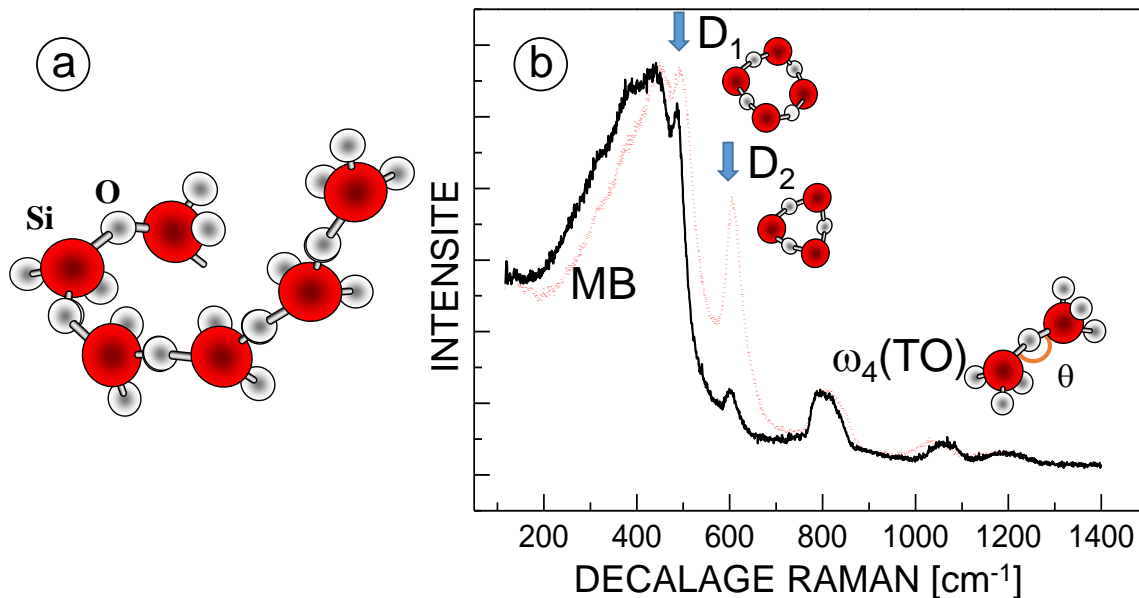 a
O
Si
b
D1
D2
MB
ω4(TO)
θ
INTENSITE
200 400 600 800 1000 1200 1400
DECALAGE RAMAN [cm-1]